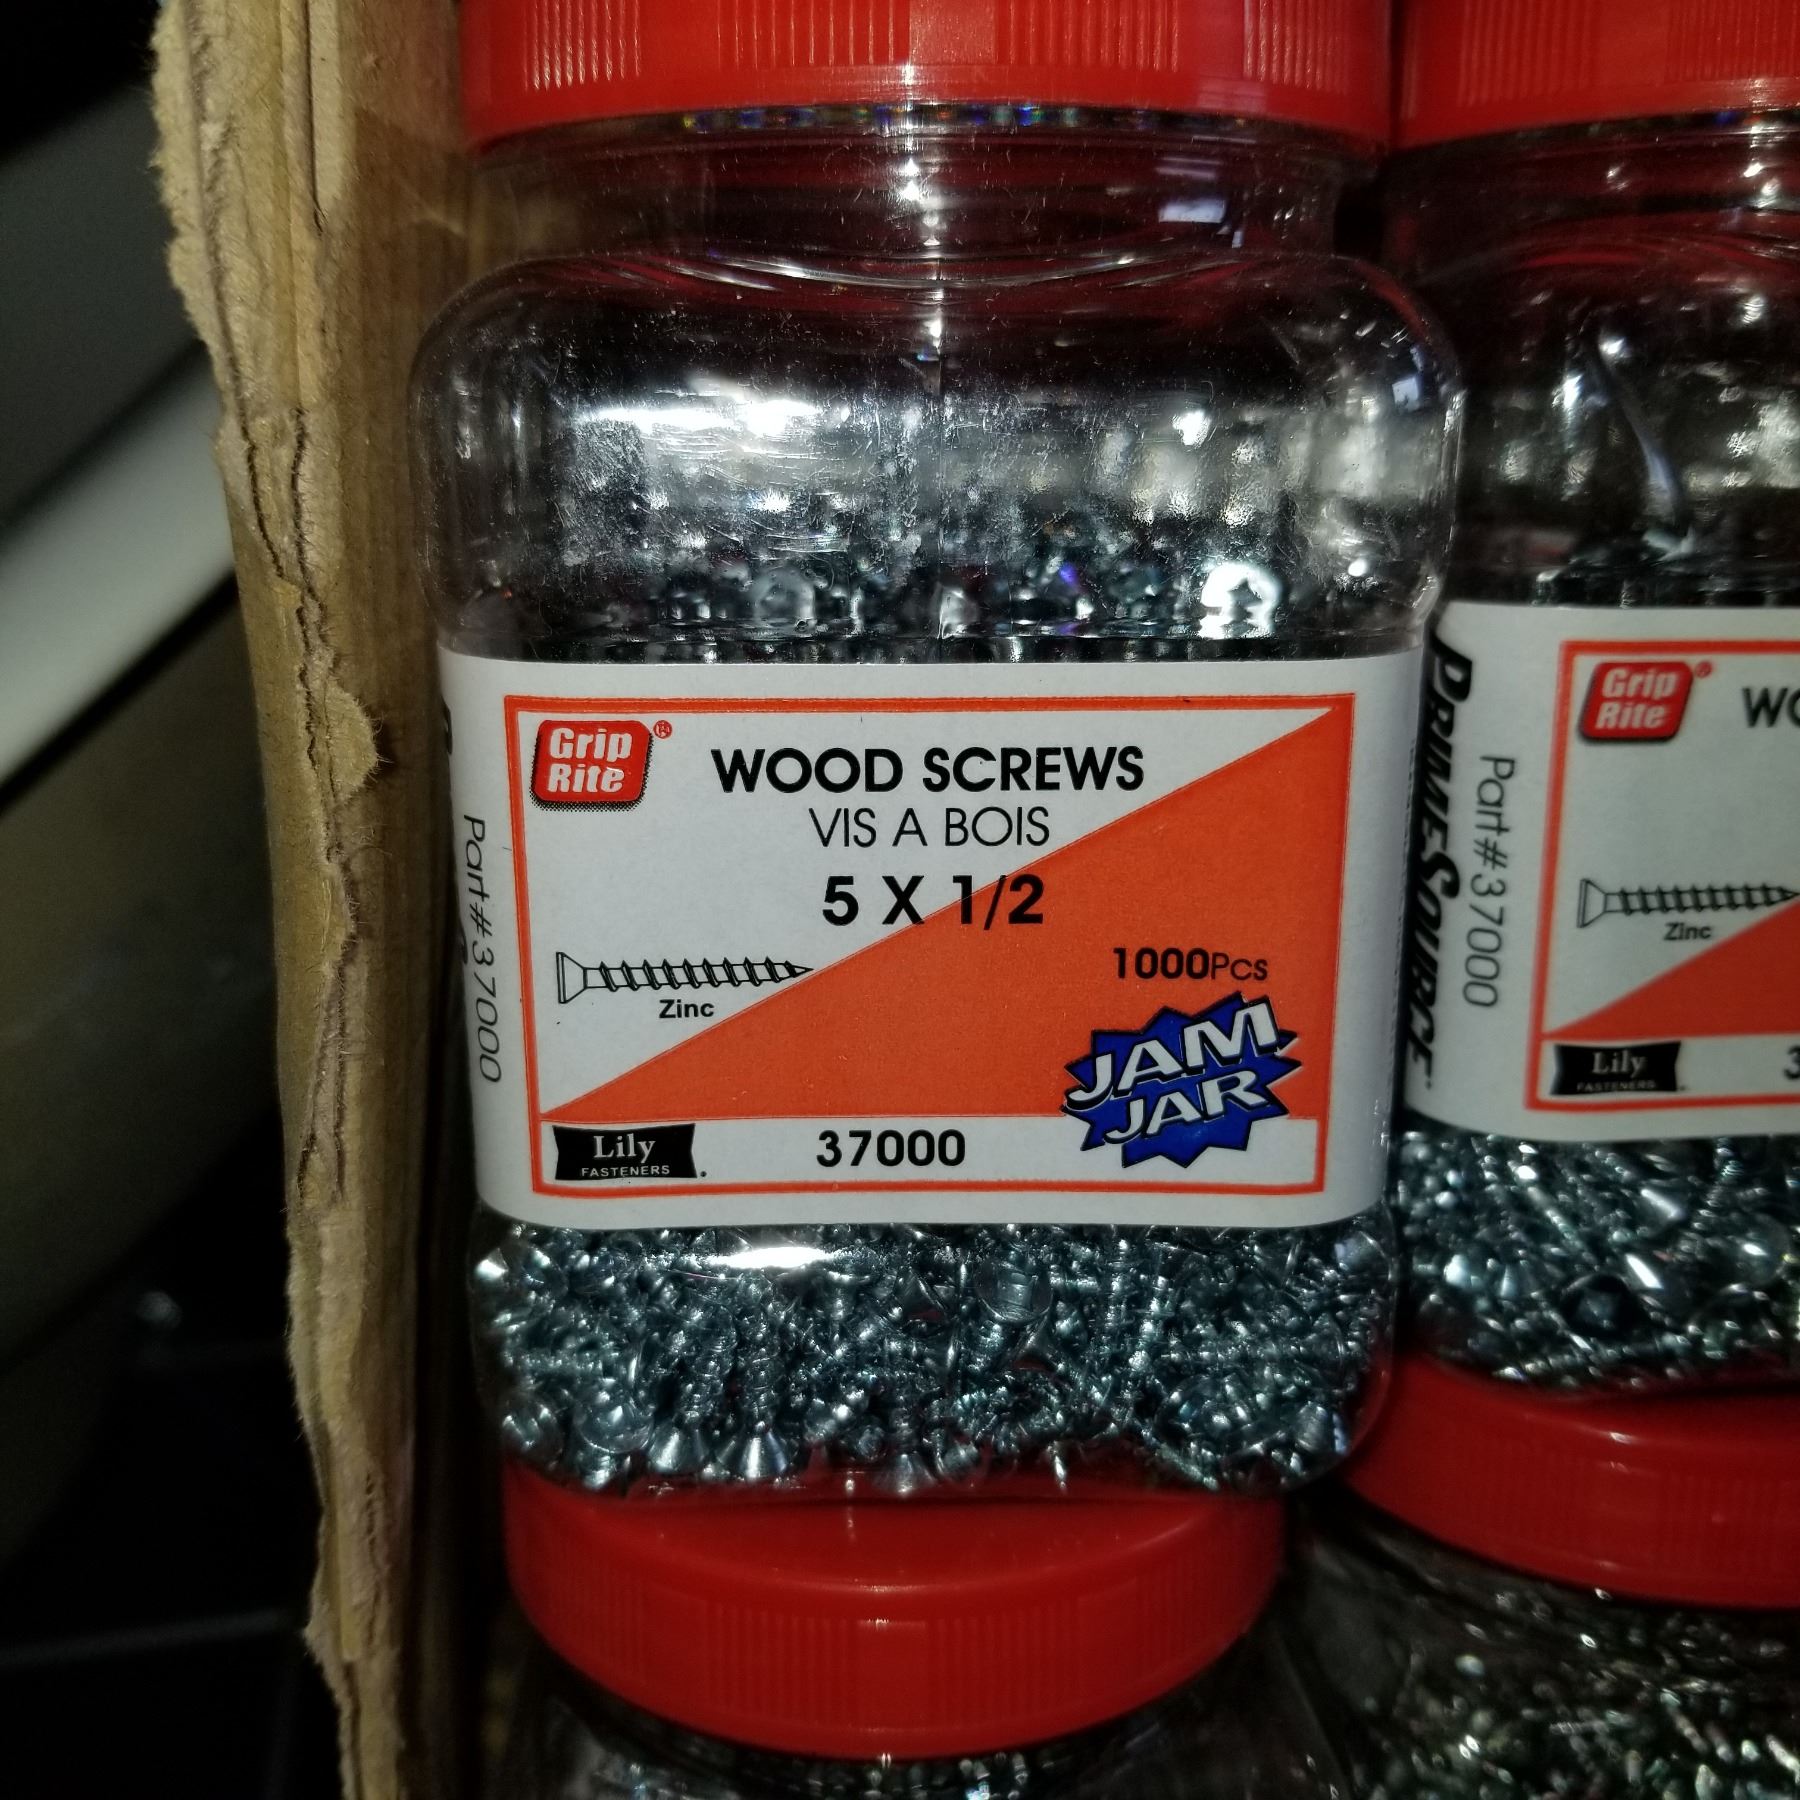 Grip
Rite
®
WOOD SCREWS
VIS A BOIS
5 X 1/2
1000Pcs
Zinc
JAM
JAR
Lily
FASTENERS
37000
Part#37000
PRIMESOURCE
Part#37000
Grip
Rite
®
Zinc
Lily
FASTENERS